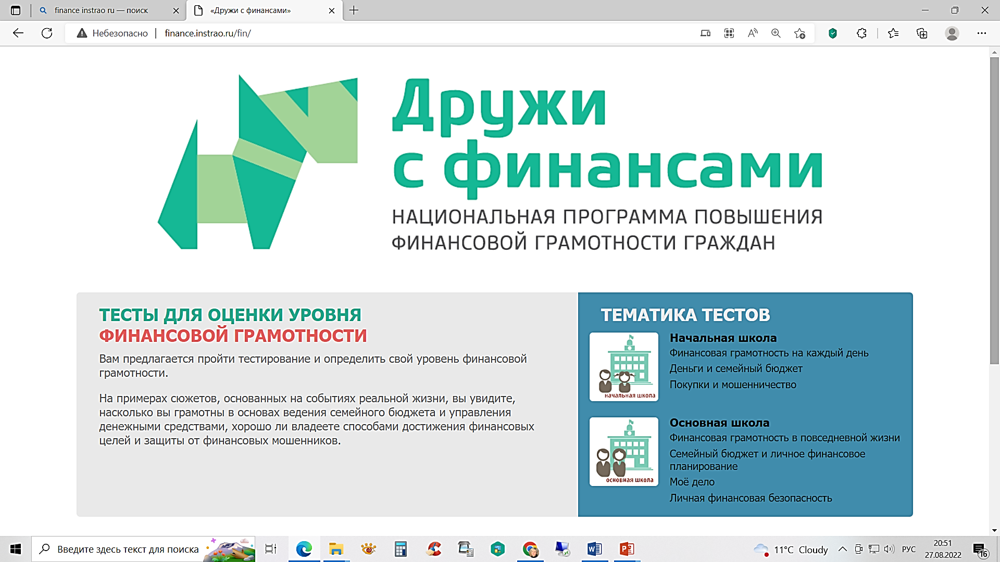 finance instrao ru — поиск
«Дружи с финансами»
Небезопасно
finance.instrao.ru/fin/
Дружи
с финансами
НАЦИОНАЛЬНАЯ ПРОГРАММА ПОВЫШЕНИЯ
ФИНАНСОВОЙ ГРАМОТНОСТИ ГРАЖДАН
ТЕСТЫ ДЛЯ ОЦЕНКИ УРОВНЯ
ФИНАНСОВОЙ ГРАМОТНОСТИ
Вам предлагается пройти тестирование и определить свой уровень финансовой
грамотности.
На примерах сюжетов, основанных на событиях реальной жизни, вы увидите,
насколько вы грамотны в основах ведения семейного бюджета и управления
денежными средствами, хорошо ли владеете способами достижения финансовых
целей и защиты от финансовых мошенников.
ТЕМАТИКА ТЕСТОВ
начальная школа
Начальная школа
Финансовая грамотность на каждый день
Деньги и семейный бюджет
Покупки и мошенничество
основная школа
Основная школа
Финансовая грамотность в повседневной жизни
Семейный бюджет и личное финансовое
планирование
Моё дело
Личная финансовая безопасность
Введите здесь текст для поиска
11°C Cloudy
РУС
20:51
27.08.2022
16